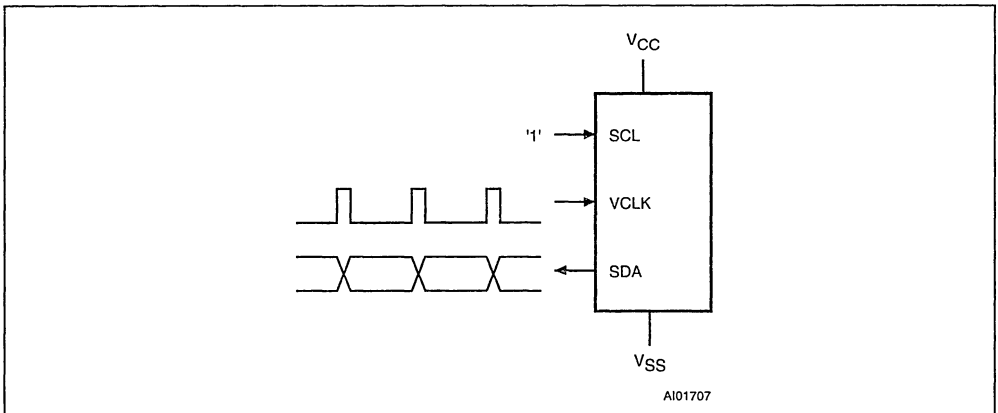 VCC
'1'
SCL
VCLK
SDA
VSS
AI01707